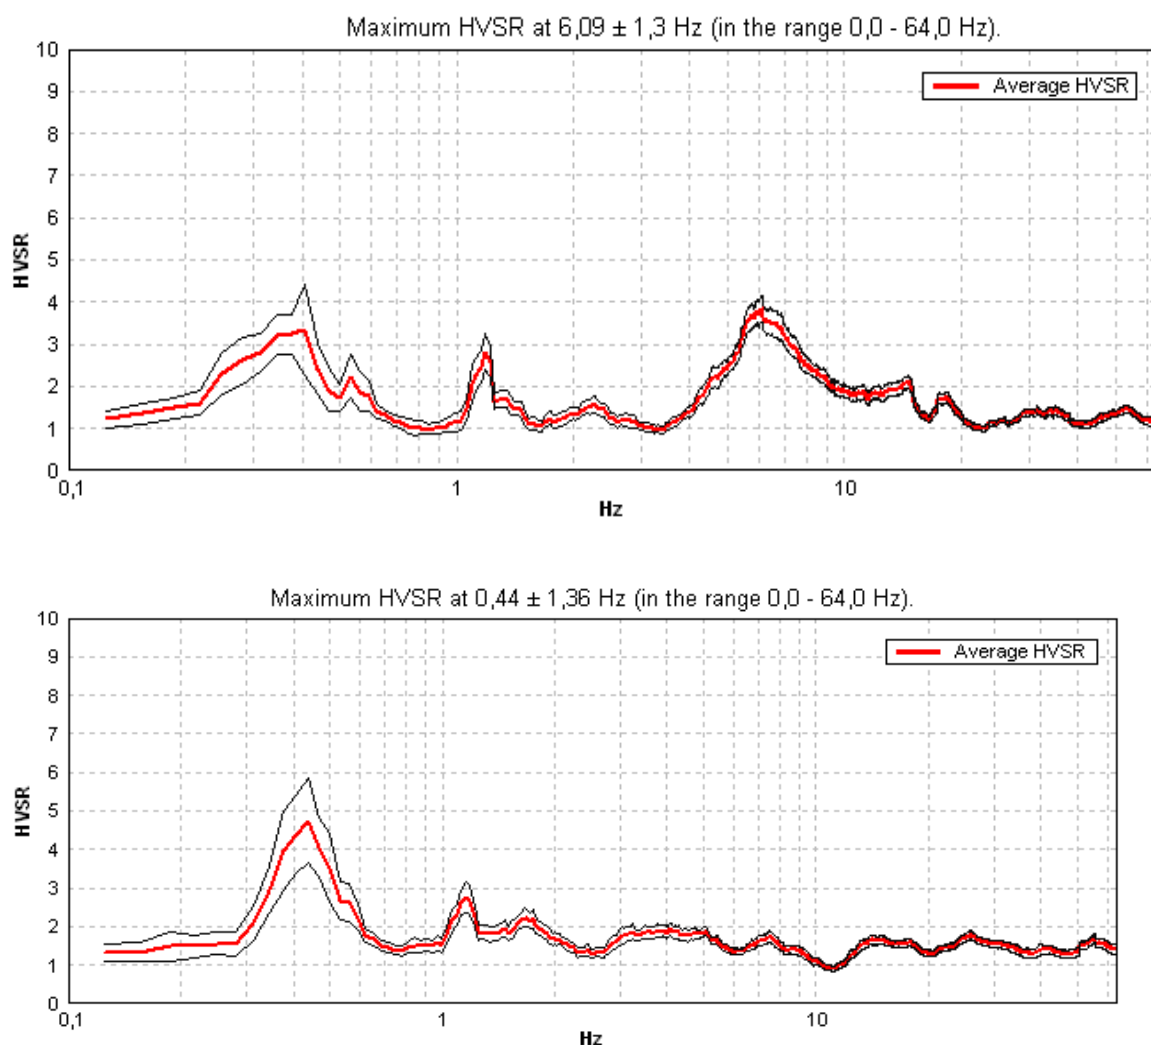 Maximum HVSR at 6,09 ± 1,3 Hz (in the range 0,0 - 64,0 Hz).
10
9
8
7
6
5
4
3
2
1
0
HVSR
Average HVSR
0,1 1 10
Hz
Maximum HVSR at 0,44 ± 1,36 Hz (in the range 0,0 - 64,0 Hz).
10
9
8
7
6
5
4
3
2
1
0
HVSR
Average HVSR
0,1 1 10
Hz